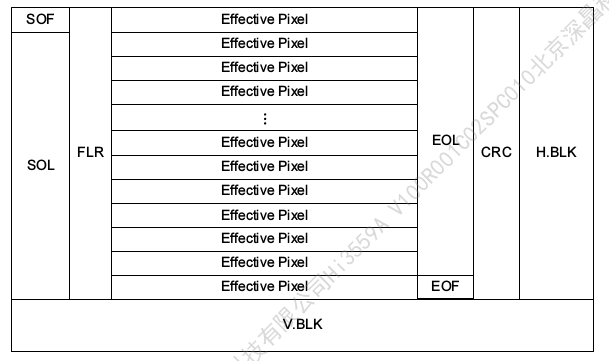 SOF
Effective Pixel
Effective Pixel
Effective Pixel
Effective Pixel
⋮
Effective Pixel
EOL
SOL
FLR
Effective Pixel
CRC
H.BLK
Effective Pixel
Effective Pixel
Effective Pixel
Effective Pixel
Effective Pixel
EOF
V.BLK
科技有限公司Hi3559A V100R001C02SPC010北京深晶科